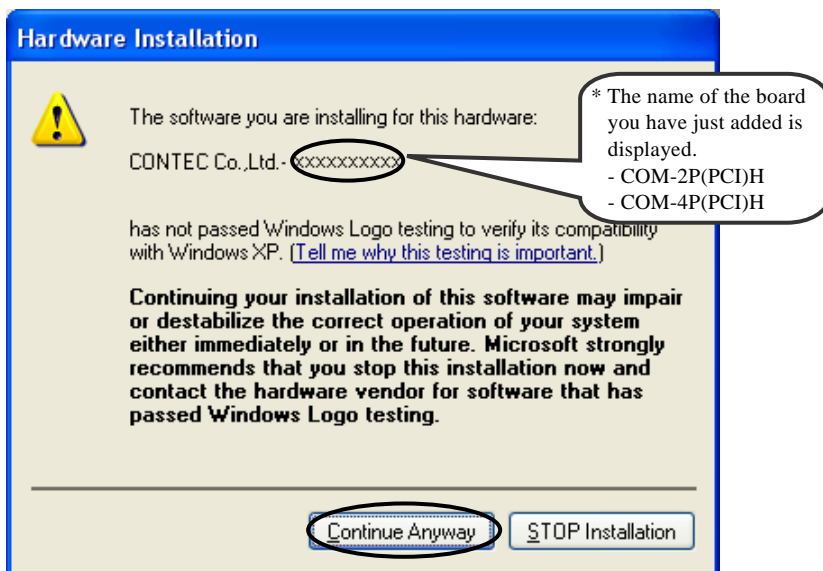 Hardware Installation
The software you are installing for this hardware:
CONTEC Co.,Ltd.- xxxxxxxxxx
* The name of the board
you have just added is
displayed.
- COM-2P(PCI)H
- COM-4P(PCI)H
has not passed Windows Logo testing to verify its compatibility
with Windows XP. (Tell me why this testing is important.)
Continuing your installation of this software may impair
or destabilize the correct operation of your system
either immediately or in the future. Microsoft strongly
recommends that you stop this installation now and
contact the hardware vendor for software that has
passed Windows Logo testing.
Continue Anyway
STOP Installation